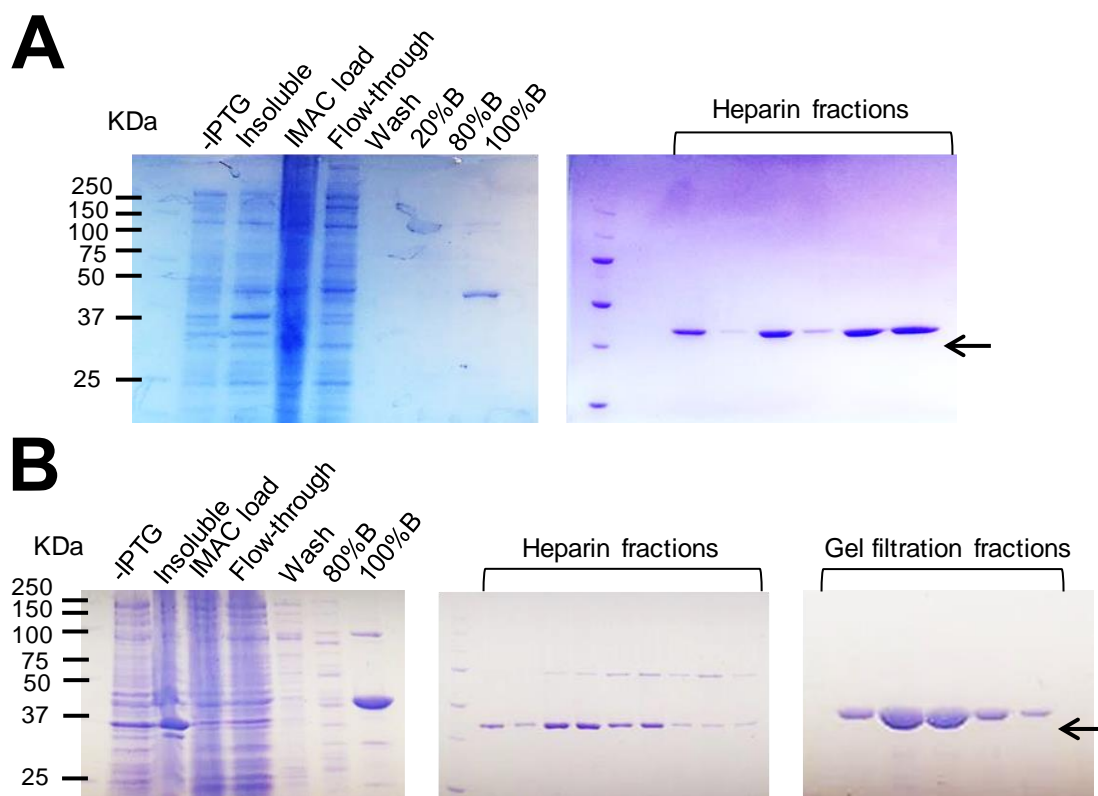 A
KDa
-IPTG
Insoluble
IMAC load
Flow-through
Wash
20%B
80%B
100%B
Heparin fractions
250
150
100
75
50
37
25
B
KDa
-IPTG
Insoluble
IMAC load
Flow-through
Wash
80%B
100%B
Heparin fractions
Gel filtration fractions
250
150
100
75
50
37
25